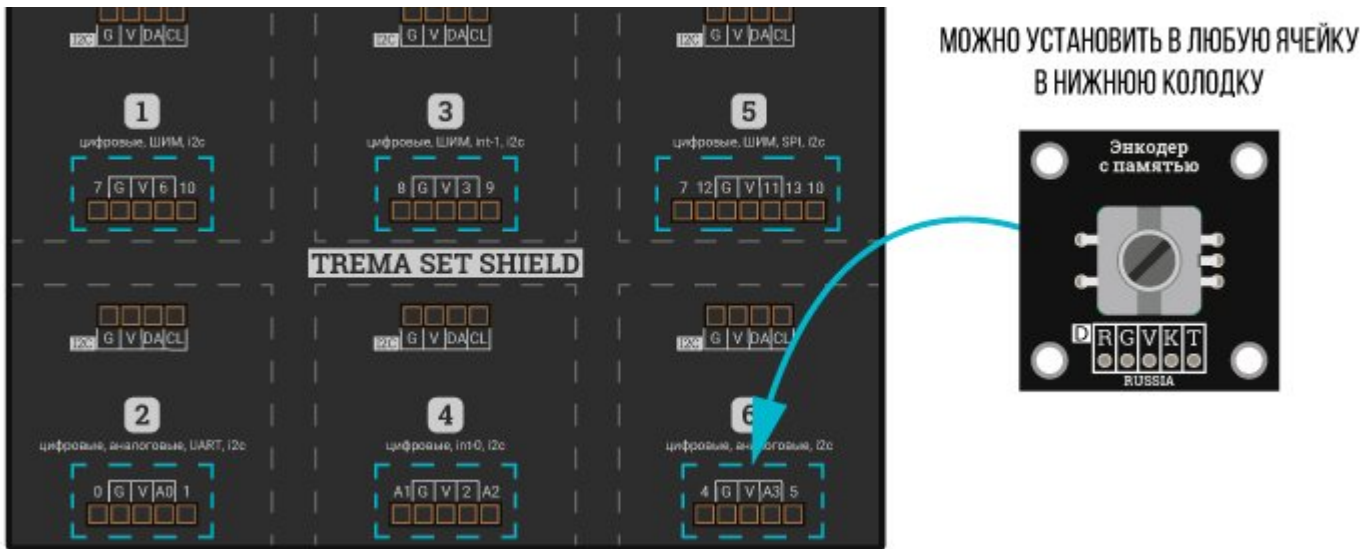 I2C G V DA CL
I2C G V DA CL
I2C G V DA CL
МОЖНО УСТАНОВИТЬ В ЛЮБУЮ ЯЧЕЙКУ
В НИЖНЮЮ КОЛОДКУ
1
цифровые, ШИМ, i2c
7 G V 6 10
3
цифровые, ШИМ, Int-1, i2c
8 G V 3 9
5
цифровые, ШИМ, SPI, i2c
7 12 G V 11 13 10
Энкодер
с памятью
D R G V K T
RUSSIA
TREMA SET SHIELD
I2C G V DA CL
I2C G V DA CL
I2C G V DA CL
2
цифровые, аналоговые, UART, i2c
0 G V A0 1
4
цифровые, int-0, i2c
A1 G V 2 A2
6
цифровые, аналоговые, i2c
4 G V A3 5